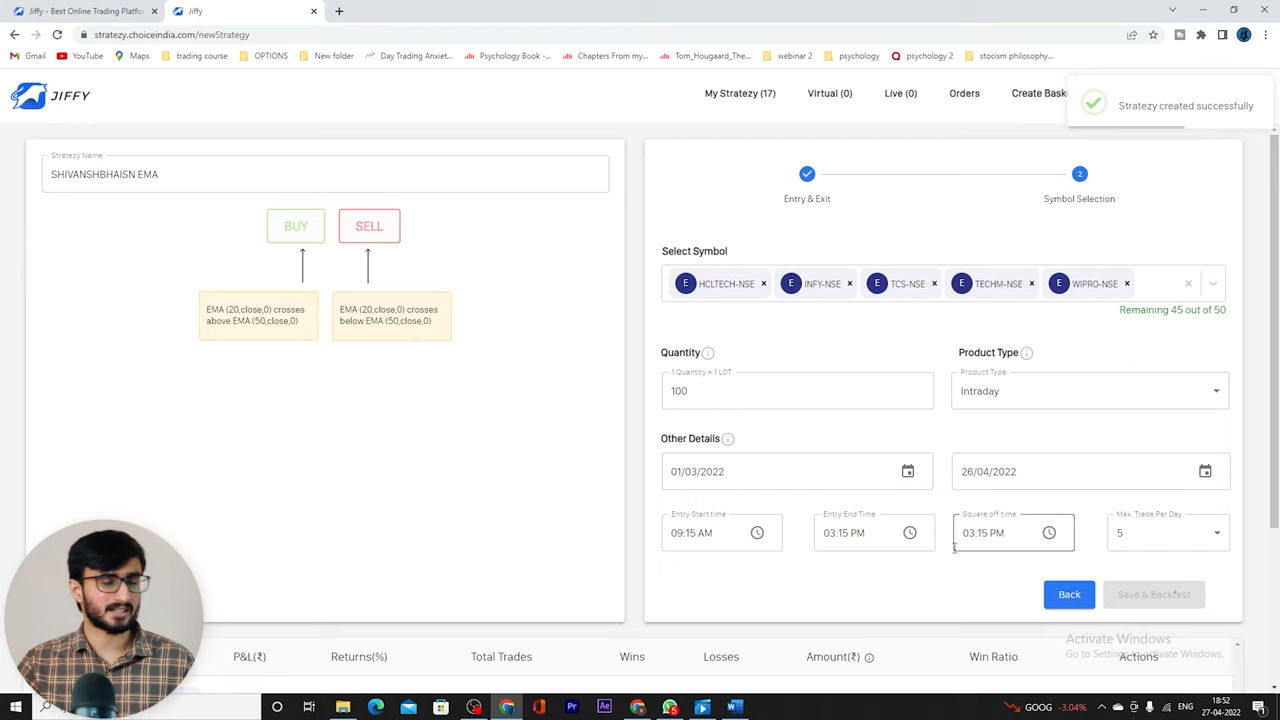 Jiffy - Best Online Trading Platfo
Jiffy
stratezy.choiceindia.com/newStrategy
Gmail YouTube Maps trading course OPTIONS New folder Day Trading Anxiet... Psychology Book -... Chapters From my... Tom_Hougaard_The... webinar 2 psychology psychology 2 stocism philosophy...
JIFFY
My Stratezy (17) Virtual (0) Live (0) Orders Create Bask
Stratezy created successfully
Stratezy Name
SHIVANSHBHAISN EMA
BUY SELL
EMA (20,close,0) crosses
above EMA (50,close,0)
EMA (20,close,0) crosses
below EMA (50,close,0)
2
Entry & Exit Symbol Selection
Select Symbol
E HCLTECH-NSE × E INFY-NSE × E TCS-NSE × E TECHM-NSE × E WIPRO-NSE ×
Remaining 45 out of 50
Quantity Product Type
1 Quantity = 1 LOT Product Type
100 Intraday
Other Details
01/03/2022 26/04/2022
Entry Start time Entry End Time Square off time Max. Trade Per Day
09:15 AM 03:15 PM 03:15 PM 5
Back Save & Backtest
P&L(₹) Returns(%) Total Trades Wins Losses Amount(₹) Win Ratio Actions
Activate Windows
Go to Settings to activate Windows.
GOOG -3.04%
18:52
27-04-2022